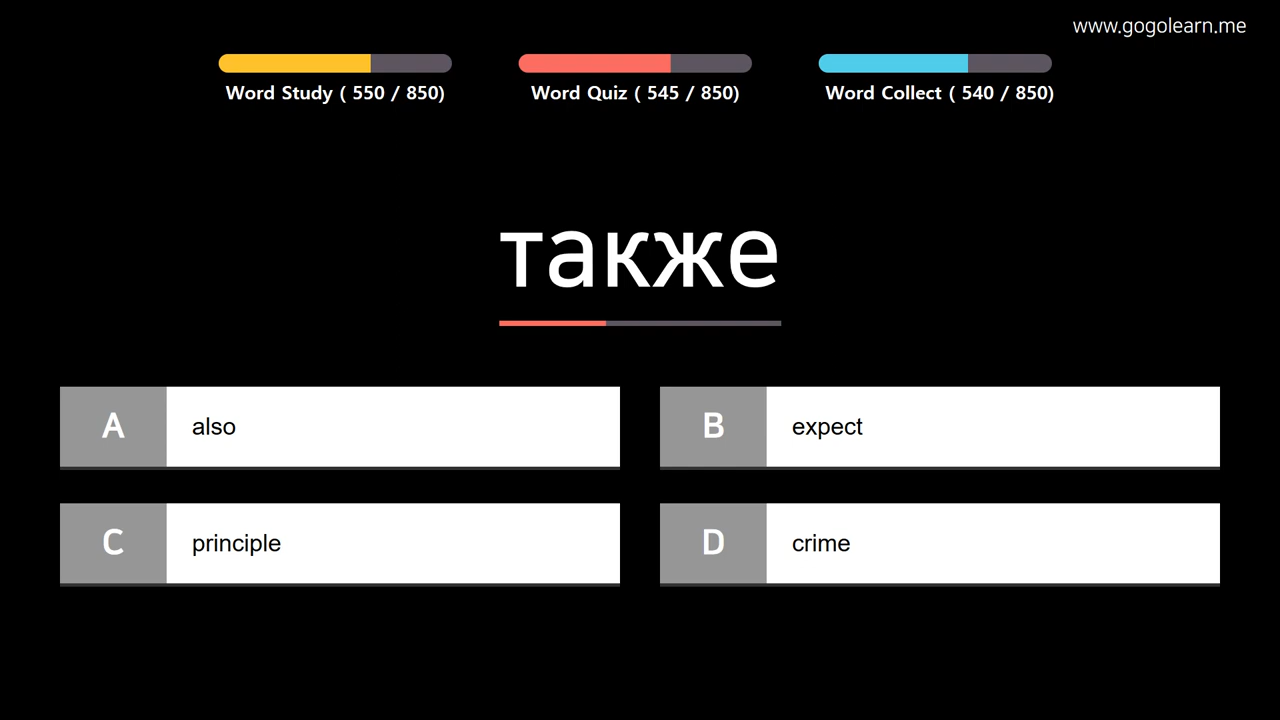 www.gogolearn.me
Word Study ( 550 / 850)
Word Quiz ( 545 / 850)
Word Collect ( 540 / 850)
также
A also
B expect
C principle
D crime